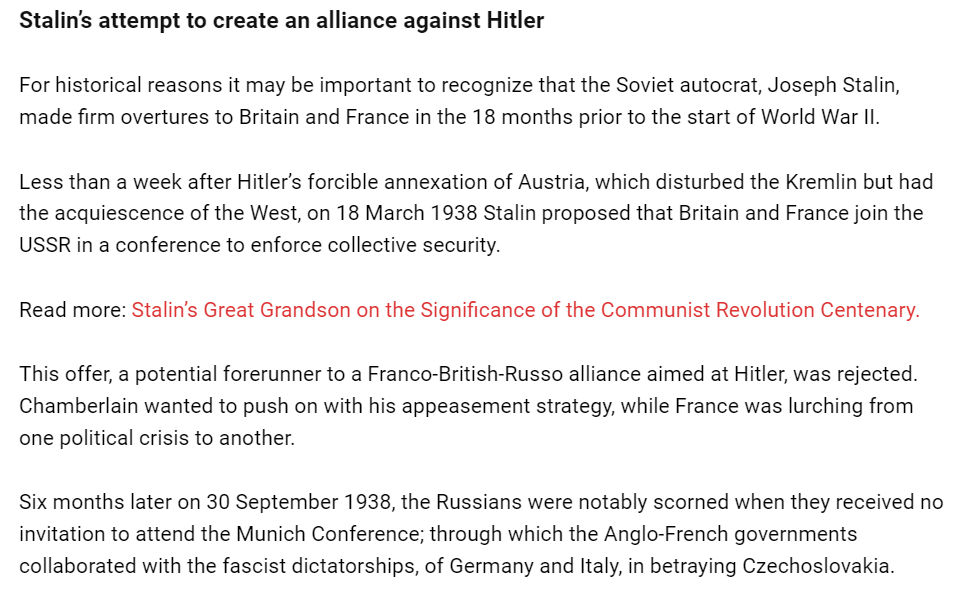 Stalin’s attempt to create an alliance against Hitler
For historical reasons it may be important to recognize that the Soviet autocrat, Joseph Stalin,
made firm overtures to Britain and France in the 18 months prior to the start of World War II.
Less than a week after Hitler’s forcible annexation of Austria, which disturbed the Kremlin but had
the acquiescence of the West, on 18 March 1938 Stalin proposed that Britain and France join the
USSR in a conference to enforce collective security.
Read more: Stalin’s Great Grandson on the Significance of the Communist Revolution Centenary.
This offer, a potential forerunner to a Franco-British-Russo alliance aimed at Hitler, was rejected.
Chamberlain wanted to push on with his appeasement strategy, while France was lurching from
one political crisis to another.
Six months later on 30 September 1938, the Russians were notably scorned when they received no
invitation to attend the Munich Conference; through which the Anglo-French governments
collaborated with the fascist dictatorships, of Germany and Italy, in betraying Czechoslovakia.